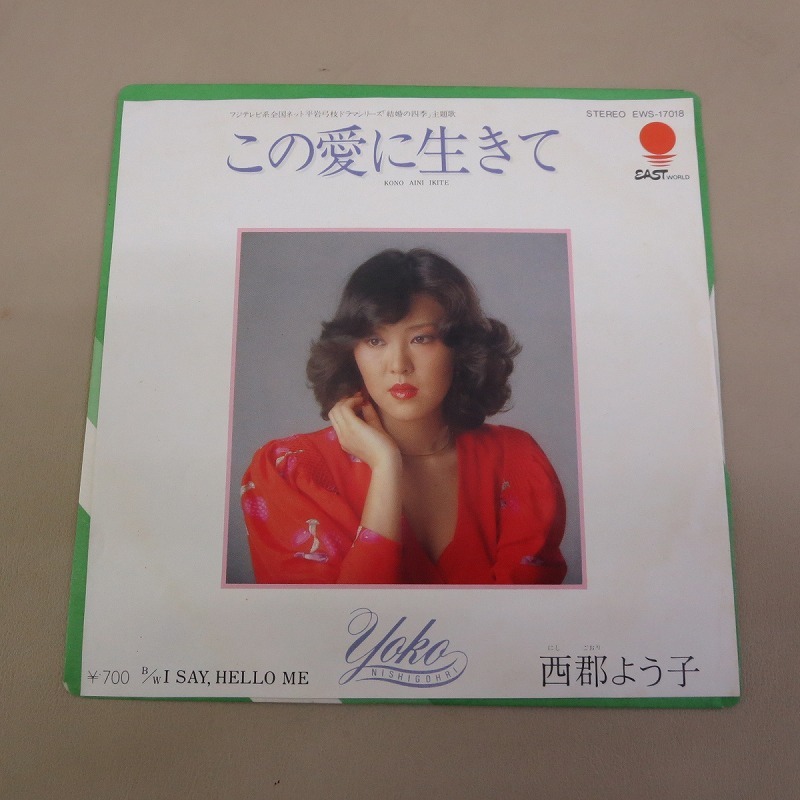 フジテレビ系全国ネット平岩弓枝ドラマシリーズ「結婚の四季」主題歌
STEREO EWS-17018
この愛に生きて
KONO AINI IKITE
EAST WORLD
Yoko
NISHIGOHRI
にし ごおり
西郡よう子
¥700 B/W I SAY, HELLO ME